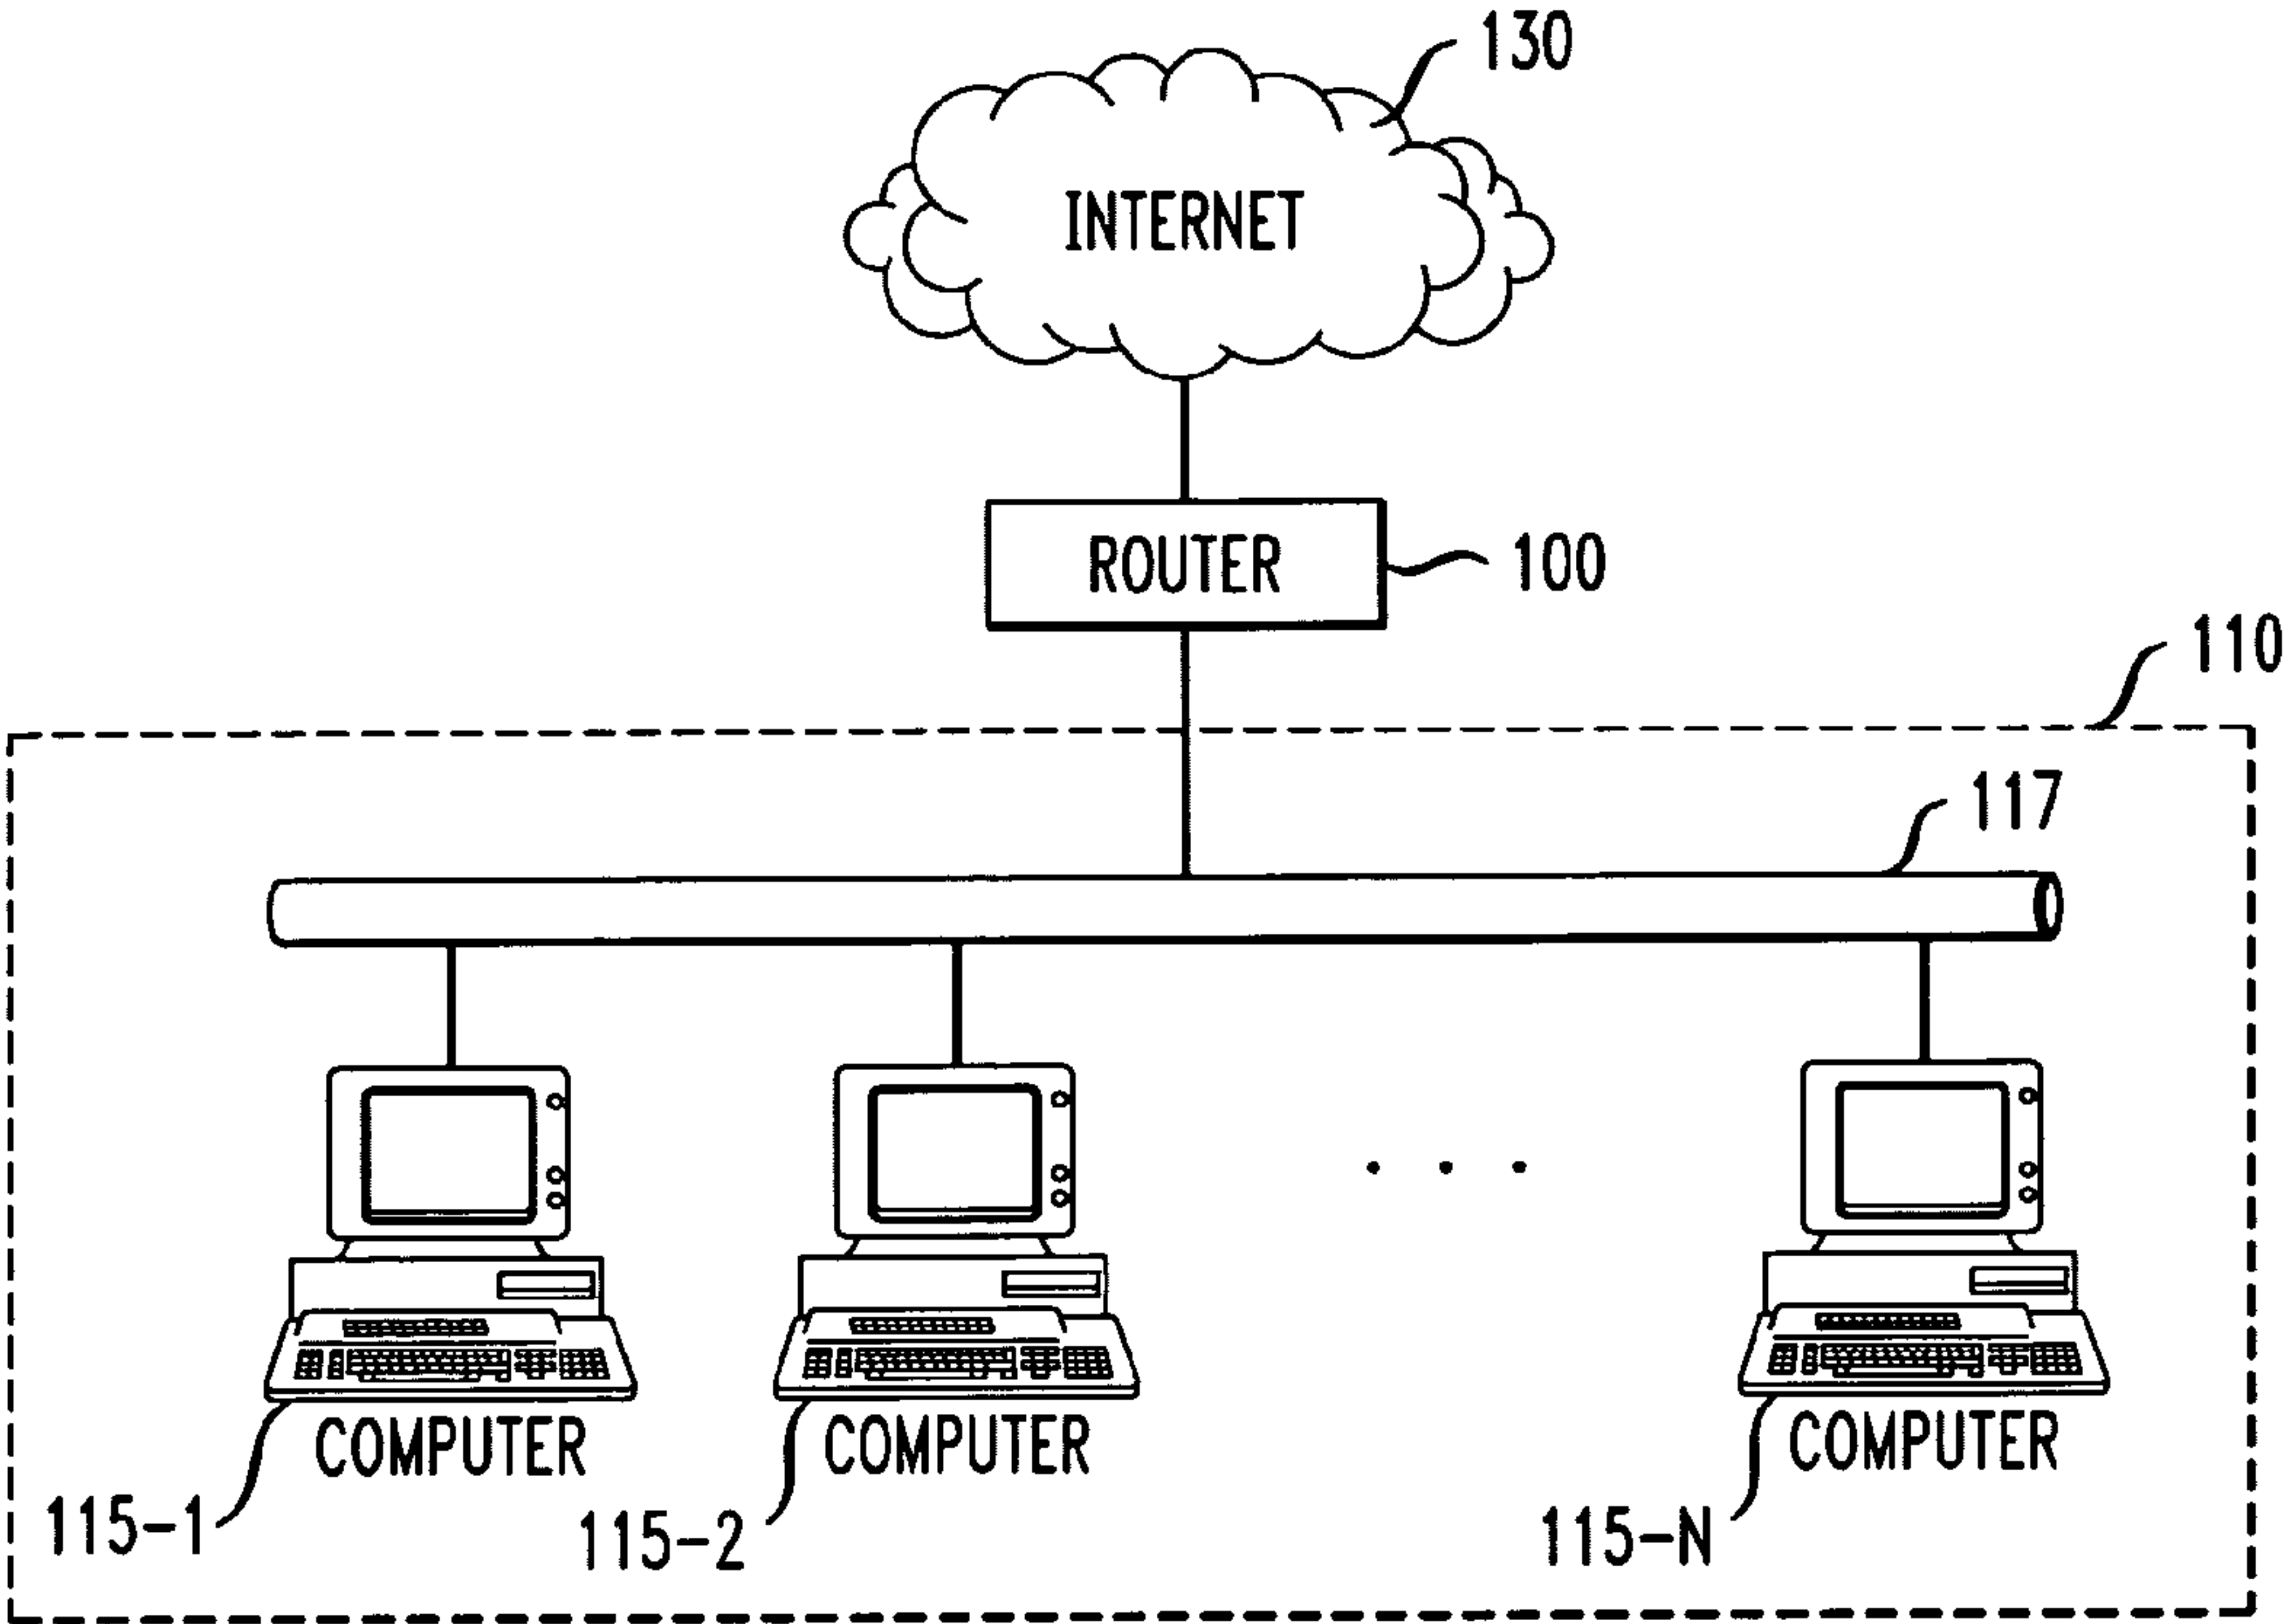 130
INTERNET
ROUTER
100
110
117
COMPUTER
COMPUTER
COMPUTER
115-1
115-2
115-N